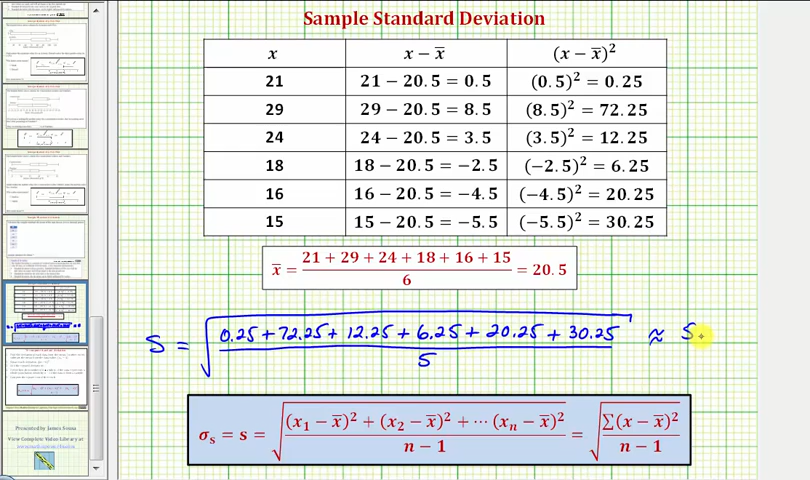 Sample Standard Deviation
x x − x̄ (x − x̄)²
21 21 − 20.5 = 0.5 (0.5)² = 0.25
29 29 − 20.5 = 8.5 (8.5)² = 72.25
24 24 − 20.5 = 3.5 (3.5)² = 12.25
18 18 − 20.5 = −2.5 (−2.5)² = 6.25
16 16 − 20.5 = −4.5 (−4.5)² = 20.25
15 15 − 20.5 = −5.5 (−5.5)² = 30.25
x̄ = (21 + 29 + 24 + 18 + 16 + 15)/6 = 20.5
S = √((0.25 + 72.25 + 12.25 + 6.25 + 20.25 + 30.25)/5) ≈ 5
σₛ = s = √(((x₁ − x̄)² + (x₂ − x̄)² + ⋯ (xₙ − x̄)²)/(n − 1)) = √(∑(x − x̄)²/(n − 1))
Presented by James Sousa
View Complete Video Library at